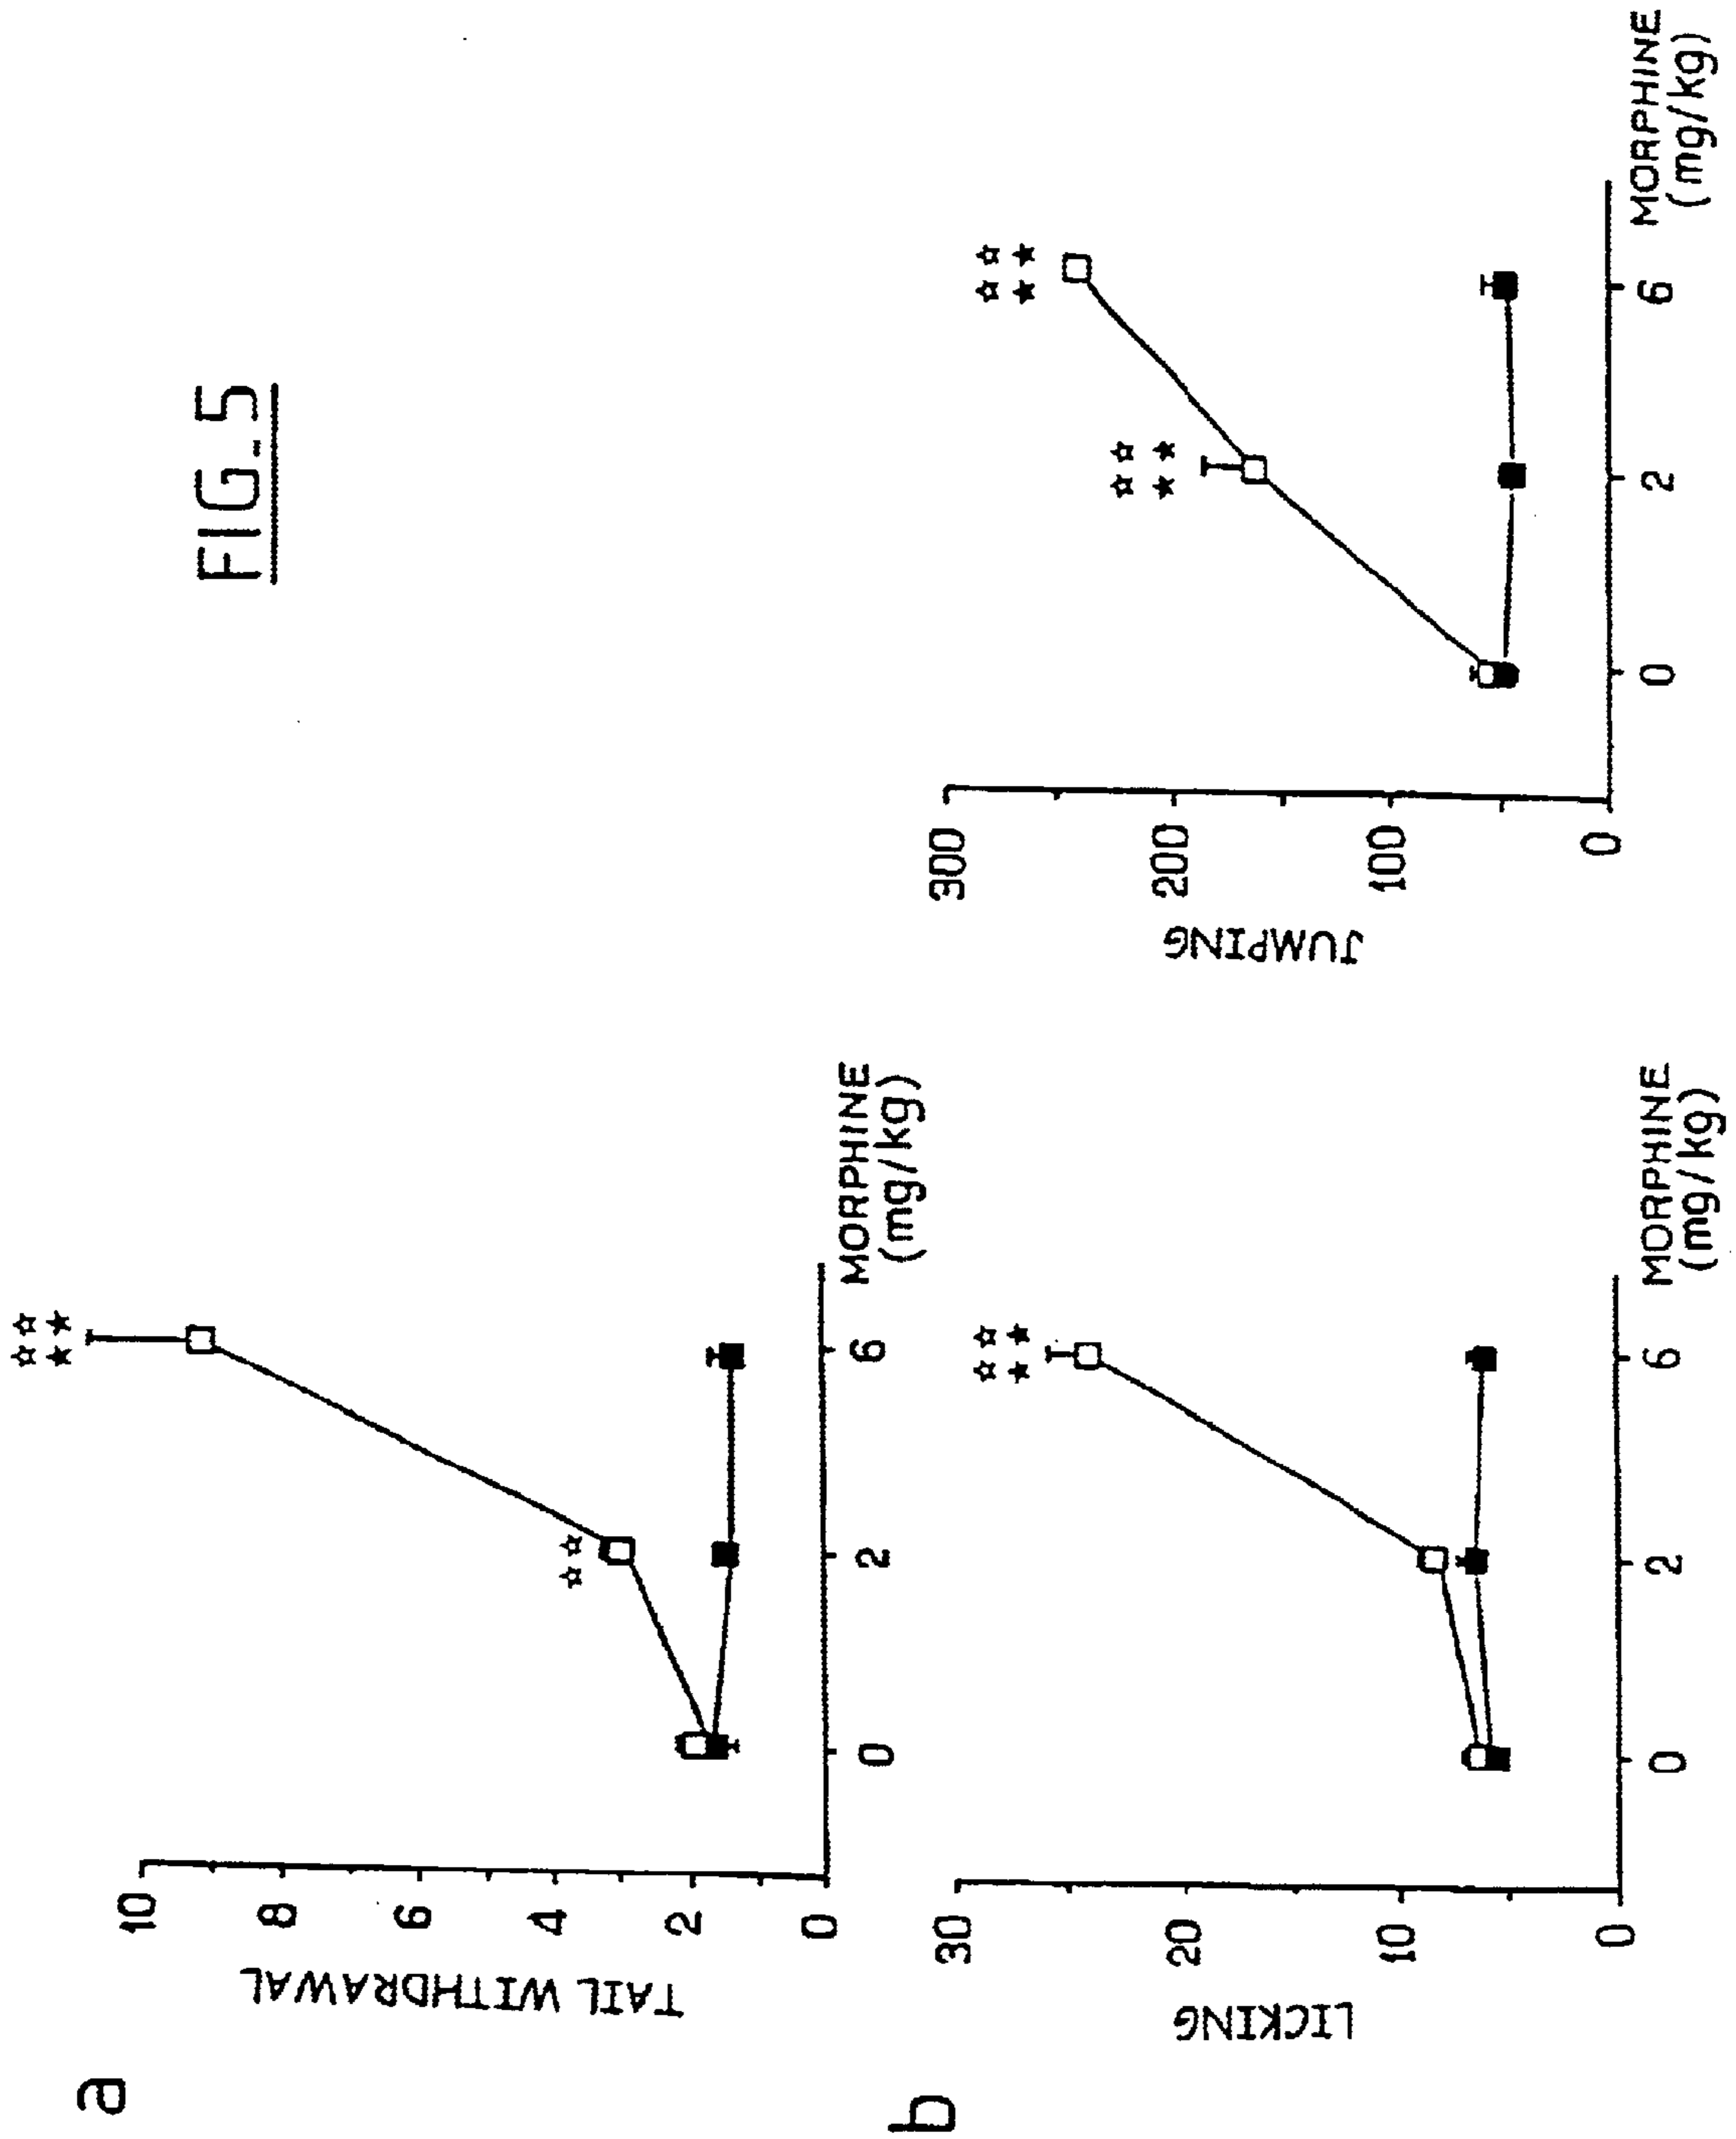 FIG_5
a
TAIL WITHDRAWAL
10
8
6
4
2
0
0
2
6
MORPHINE
(mg/kg)
☆☆
☆☆
★★
b
LICKING
30
20
10
0
0
2
6
MORPHINE
(mg/kg)
☆☆
★★
JUMPING
300
200
100
0
0
2
6
MORPHINE
(mg/kg)
☆☆
★★
☆☆
★★